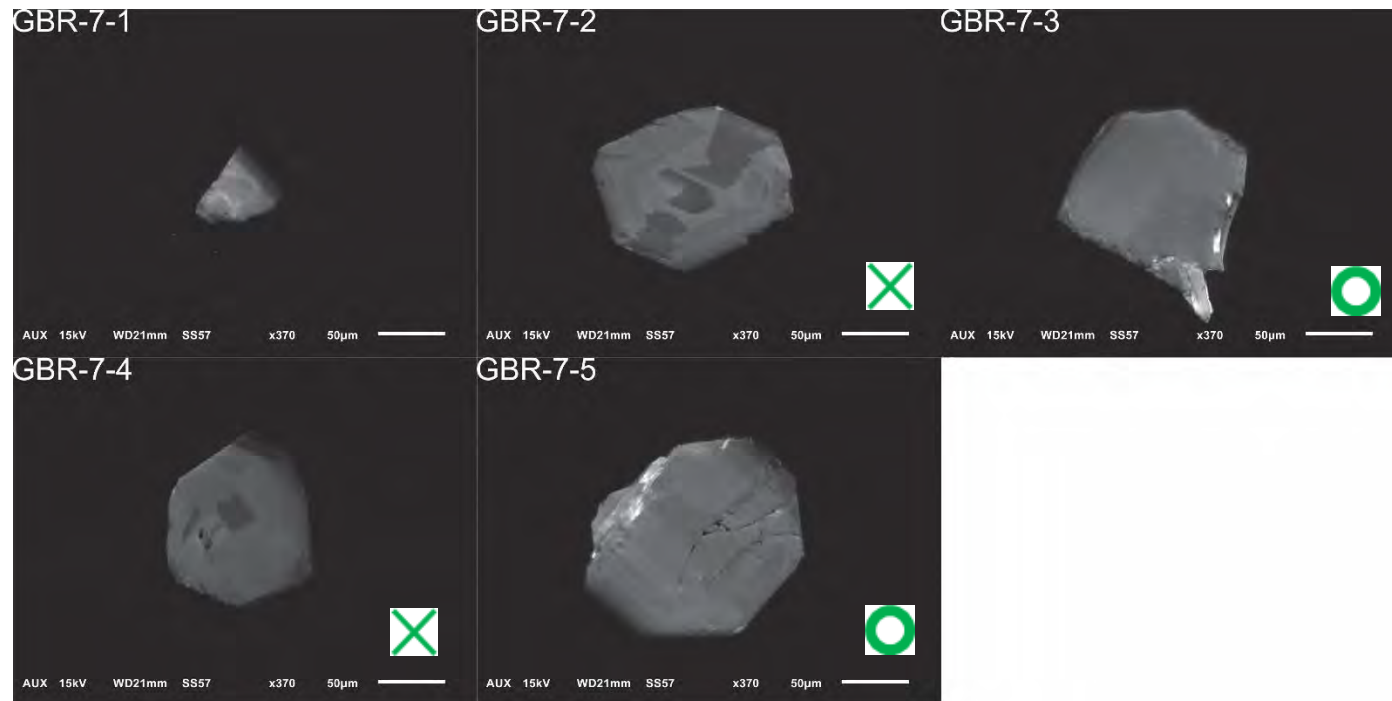 GBR-7-1
AUX 15kV WD21mm SS57 x370 50µm
GBR-7-2
AUX 15kV WD21mm SS57 x370 50µm
GBR-7-3
AUX 15kV WD21mm SS57 x370 50µm
GBR-7-4
AUX 15kV WD21mm SS57 x370 50µm
GBR-7-5
AUX 15kV WD21mm SS57 x370 50µm